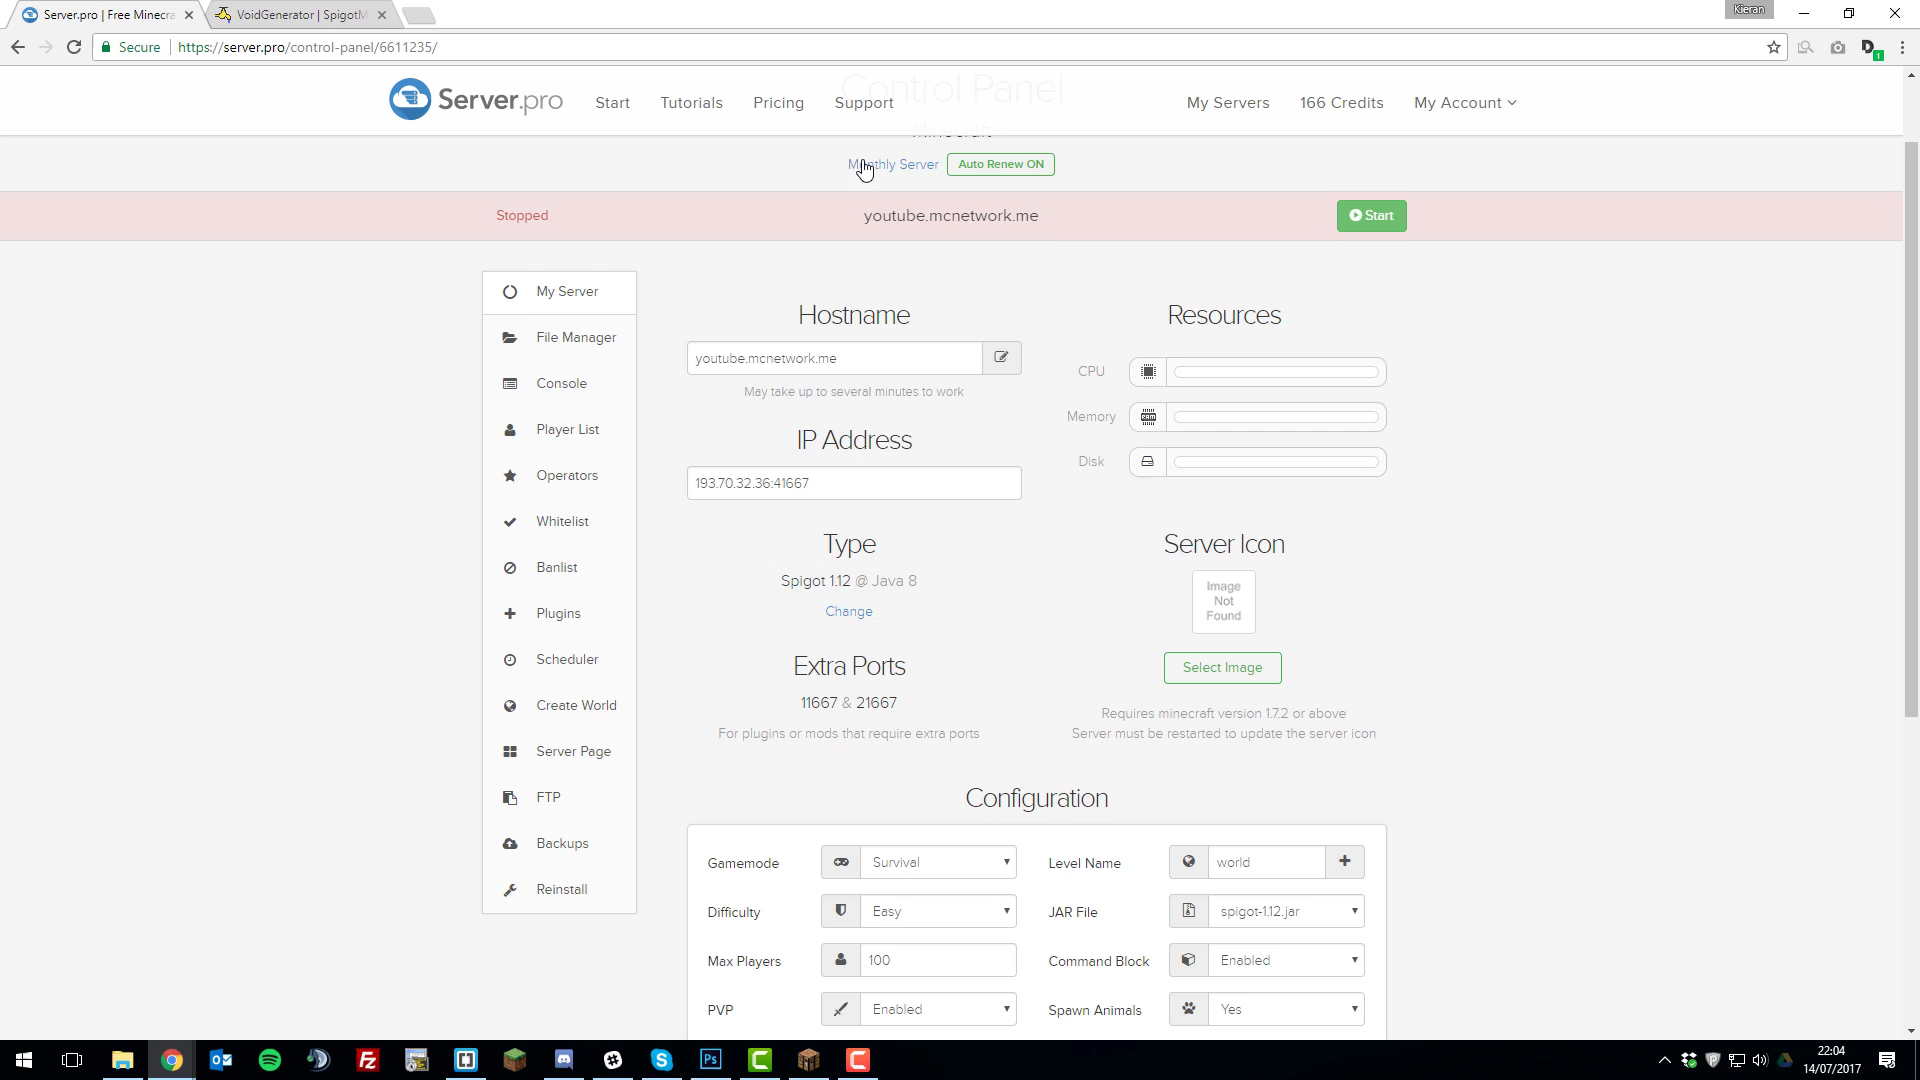 Server.pro | Free Minecra
VoidGenerator | SpigotM
Kieran
Secure
https://server.pro/control-panel/6611235/
Control Panel
Server.pro
Start
Tutorials
Pricing
Support
My Servers
166 Credits
My Account
Minecraft
Monthly Server
Auto Renew ON
Stopped
youtube.mcnetwork.me
Start
My Server
File Manager
Console
Player List
Operators
Whitelist
Banlist
Plugins
Scheduler
Create World
Server Page
FTP
Backups
Reinstall
Hostname
youtube.mcnetwork.me
May take up to several minutes to work
IP Address
193.70.32.36:41667
Type
Spigot 1.12 @ Java 8
Change
Extra Ports
11667 & 21667
For plugins or mods that require extra ports
Resources
CPU
Memory
Disk
Server Icon
Image
Not
Found
Select Image
Requires minecraft version 1.7.2 or above
Server must be restarted to update the server icon
Configuration
Gamemode
Survival
Level Name
world
Difficulty
Easy
JAR File
spigot-1.12.jar
Max Players
100
Command Block
Enabled
PVP
Enabled
Spawn Animals
Yes
22:04
14/07/2017